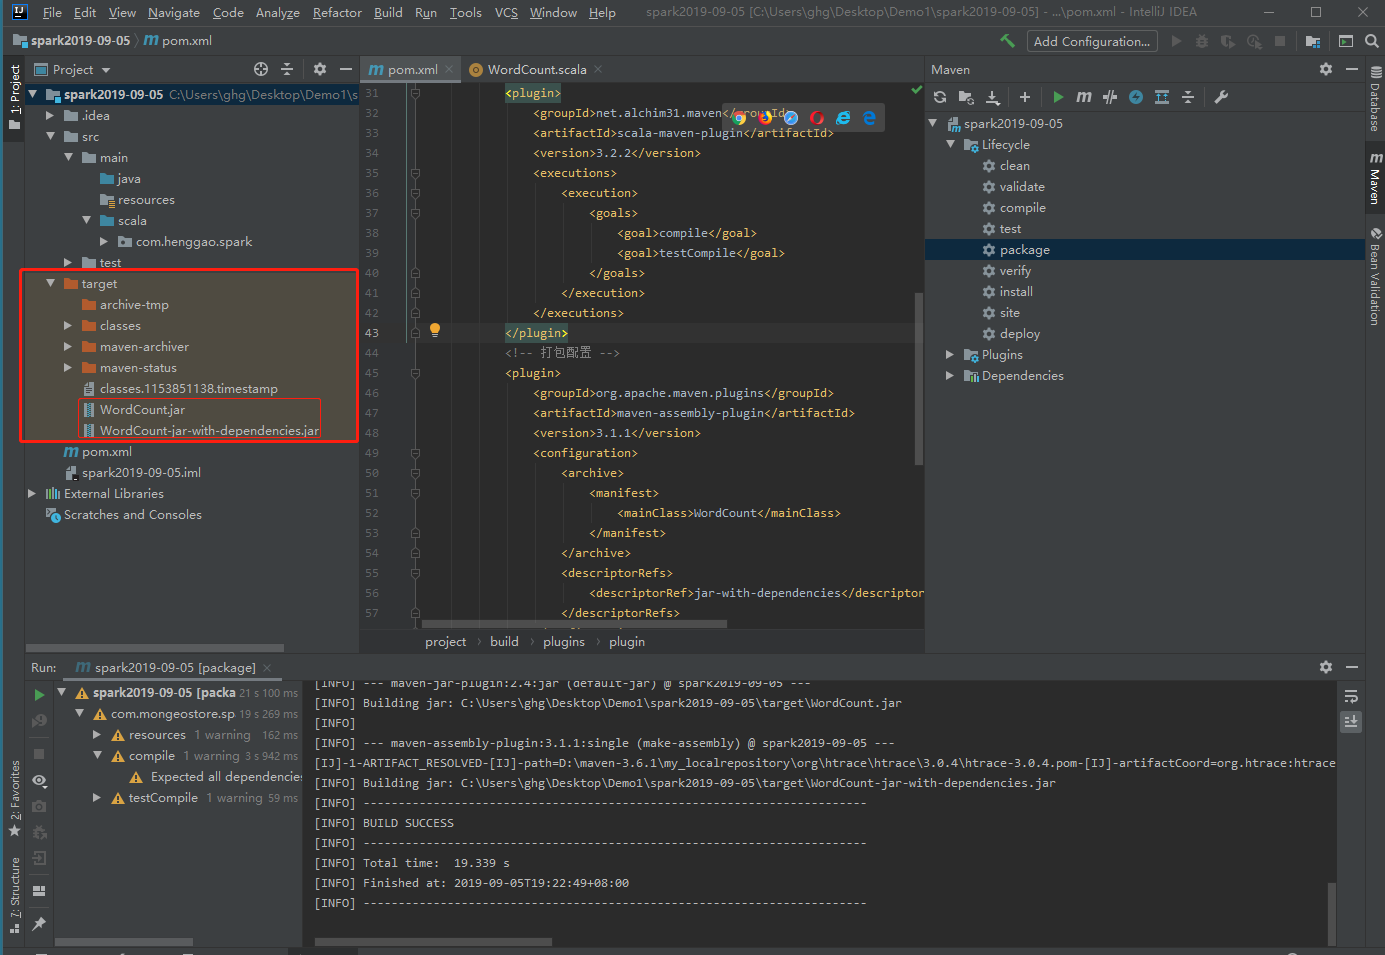 File Edit View Navigate Code Analyze Refactor Build Run Tools VCS Window Help spark2019-09-05 [C:\Users\ghg\Desktop\Demo1\spark2019-09-05] - ...\pom.xml - IntelliJ IDEA
spark2019-09-05 pom.xml Add Configuration...
1: Project
Project
spark2019-09-05 C:\Users\ghg\Desktop\Demo1\s
.idea
src
main
java
resources
scala
com.henggao.spark
test
target
archive-tmp
classes
maven-archiver
maven-status
classes.1153851138.timestamp
WordCount.jar
WordCount-jar-with-dependencies.jar
pom.xml
spark2019-09-05.iml
External Libraries
Scratches and Consoles
pom.xml WordCount.scala
31 <plugin>
32 <groupId>net.alchim31.maven</groupId>
33 <artifactId>scala-maven-plugin</artifactId>
34 <version>3.2.2</version>
35 <executions>
36 <execution>
37 <goals>
38 <goal>compile</goal>
39 <goal>testCompile</goal>
40 </goals>
41 </execution>
42 </executions>
43 </plugin>
44 <!-- 打包配置 -->
45 <plugin>
46 <groupId>org.apache.maven.plugins</groupId>
47 <artifactId>maven-assembly-plugin</artifactId>
48 <version>3.1.1</version>
49 <configuration>
50 <archive>
51 <manifest>
52 <mainClass>WordCount</mainClass>
53 </manifest>
54 </archive>
55 <descriptorRefs>
56 <descriptorRef>jar-with-dependencies</descriptor
57 </descriptorRefs>
project build plugins plugin
Maven
spark2019-09-05
Lifecycle
clean
validate
compile
test
package
verify
install
site
deploy
Plugins
Dependencies
Database
Maven
Bean Validation
Run: spark2019-09-05 [package]
spark2019-09-05 [packa 21 s 100 ms
com.mongeostore.sp 19 s 269 ms
resources 1 warning 162 ms
compile 1 warning 3 s 942 ms
Expected all dependencies
testCompile 1 warning 59 ms
2: Favorites
7: Structure
[INFO] --- maven-jar-plugin:2.4:jar (default-jar) @ spark2019-09-05 ---
[INFO] Building jar: C:\Users\ghg\Desktop\Demo1\spark2019-09-05\target\WordCount.jar
[INFO]
[INFO] --- maven-assembly-plugin:3.1.1:single (make-assembly) @ spark2019-09-05 ---
[IJ]-1-ARTIFACT_RESOLVED-[IJ]-path=D:\maven-3.6.1\my_localrepository\org\htrace\htrace\3.0.4\htrace-3.0.4.pom-[IJ]-artifactCoord=org.htrace:htrace
[INFO] Building jar: C:\Users\ghg\Desktop\Demo1\spark2019-09-05\target\WordCount-jar-with-dependencies.jar
[INFO] ------------------------------------------------------------------------
[INFO] BUILD SUCCESS
[INFO] ------------------------------------------------------------------------
[INFO] Total time:  19.339 s
[INFO] Finished at: 2019-09-05T19:22:49+08:00
[INFO] ------------------------------------------------------------------------